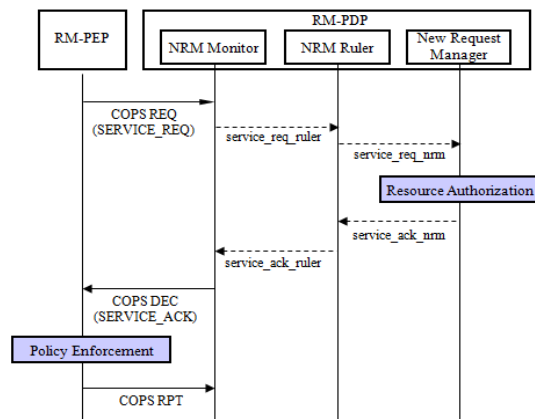 RM-PDP
RM-PEP
NRM Monitor
NRM Ruler
New Request
Manager
COPS REQ
(SERVICE_REQ)
service_req_ruler
service_req_nrm
Resource Authorization
service_ack_nrm
service_ack_ruler
COPS DEC
(SERVICE_ACK)
Policy Enforcement
COPS RPT